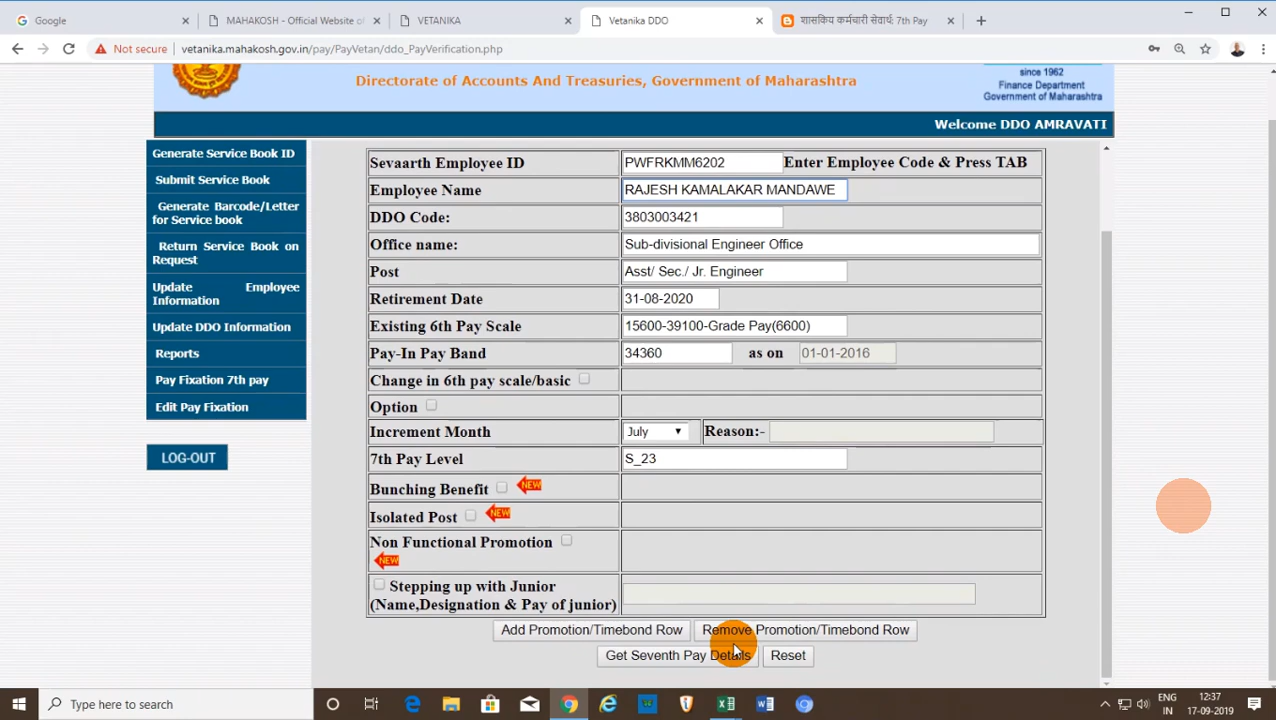 Google
MAHAKOSH - Official Website of
VETANIKA
Vetanika DDO
शासकिय कर्मचारी सेवार्थ: 7th Pay
Not secure
vetanika.mahakosh.gov.in/pay/PayVetan/ddo_PayVerification.php
Directorate of Accounts And Treasuries, Government of Maharashtra
since 1962
Finance Department
Government of Maharashtra
Welcome DDO AMRAVATI
Generate Service Book ID
Submit Service Book
Generate Barcode/Letter
for Service book
Return Service Book on
Request
Update Employee
Information
Update DDO Information
Reports
Pay Fixation 7th pay
Edit Pay Fixation
LOG-OUT
Sevaarth Employee ID PWFRKMM6202 Enter Employee Code & Press TAB
Employee Name RAJESH KAMALAKAR MANDAWE
DDO Code: 3803003421
Office name: Sub-divisional Engineer Office
Post Asst/ Sec./ Jr. Engineer
Retirement Date 31-08-2020
Existing 6th Pay Scale 15600-39100-Grade Pay(6600)
Pay-In Pay Band 34360 as on 01-01-2016
Change in 6th pay scale/basic
Option
Increment Month July Reason:-
7th Pay Level S_23
Bunching Benefit NEW
Isolated Post NEW
Non Functional Promotion
NEW
Stepping up with Junior
(Name,Designation & Pay of junior)
Add Promotion/Timebond Row Remove Promotion/Timebond Row
Get Seventh Pay Details Reset
Type here to search
ENG
IN
12:37
17-09-2019